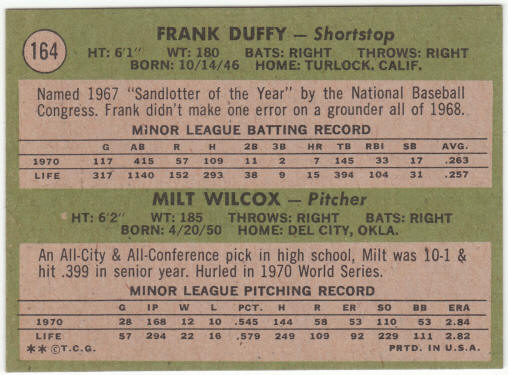 164
FRANK DUFFY — Shortstop
HT: 6'1" WT: 180 BATS: RIGHT THROWS: RIGHT
BORN: 10/14/46 HOME: TURLOCK, CALIF.
Named 1967 "Sandlotter of the Year" by the National Baseball
Congress. Frank didn't make one error on a grounder all of 1968.
MINOR LEAGUE BATTING RECORD
G AB R H 2B 3B HR TB RBI SB AVG.
1970 117 415 57 109 11 2 7 145 33 17 .263
LIFE 317 1140 152 293 38 9 15 394 104 31 .257
MILT WILCOX — Pitcher
HT: 6'2" WT: 185 THROWS: RIGHT BATS: RIGHT
BORN: 4/20/50 HOME: DEL CITY, OKLA.
An All-City & All-Conference pick in high school, Milt was 10-1 &
hit .399 in senior year. Hurled in 1970 World Series.
MINOR LEAGUE PITCHING RECORD
G IP W L PCT. H R ER SO BB ERA
1970 28 168 12 10 .545 144 58 53 110 53 2.84
LIFE 57 294 22 16 .579 249 109 92 229 111 2.82
** ©T.C.G. PRTD. IN U.S.A.